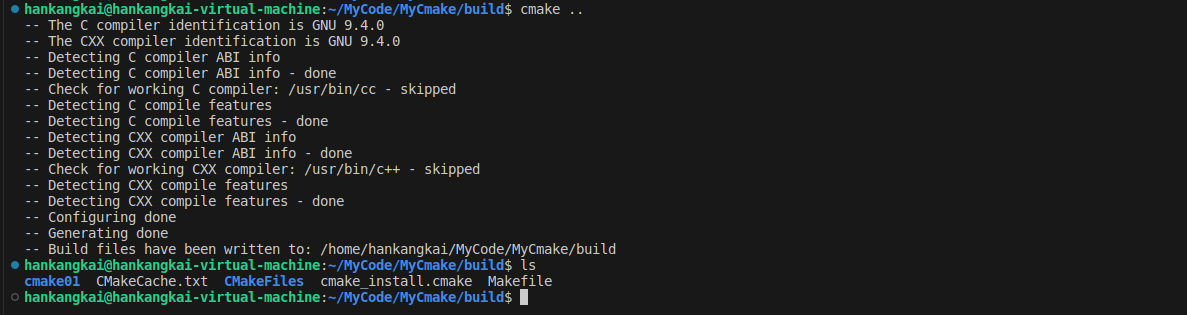 hankangkai@hankangkai-virtual-machine:~/MyCode/MyCmake/build$ cmake ..
-- The C compiler identification is GNU 9.4.0
-- The CXX compiler identification is GNU 9.4.0
-- Detecting C compiler ABI info
-- Detecting C compiler ABI info - done
-- Check for working C compiler: /usr/bin/cc - skipped
-- Detecting C compile features
-- Detecting C compile features - done
-- Detecting CXX compiler ABI info
-- Detecting CXX compiler ABI info - done
-- Check for working CXX compiler: /usr/bin/c++ - skipped
-- Detecting CXX compile features
-- Detecting CXX compile features - done
-- Configuring done
-- Generating done
-- Build files have been written to: /home/hankangkai/MyCode/MyCmake/build
hankangkai@hankangkai-virtual-machine:~/MyCode/MyCmake/build$ ls
cmake01  CMakeCache.txt  CMakeFiles  cmake_install.cmake  Makefile
hankangkai@hankangkai-virtual-machine:~/MyCode/MyCmake/build$